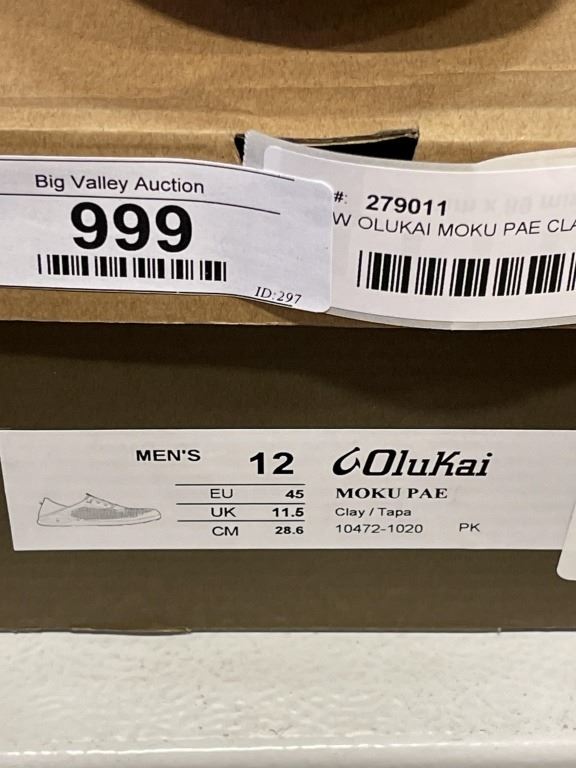 Big Valley Auction
999
ID:297
#: 279011
W OLUKAI MOKU PAE CLA
MEN'S 12
EU 45
UK 11.5
CM 28.6
OluKai
MOKU PAE
Clay / Tapa
10472-1020 PK